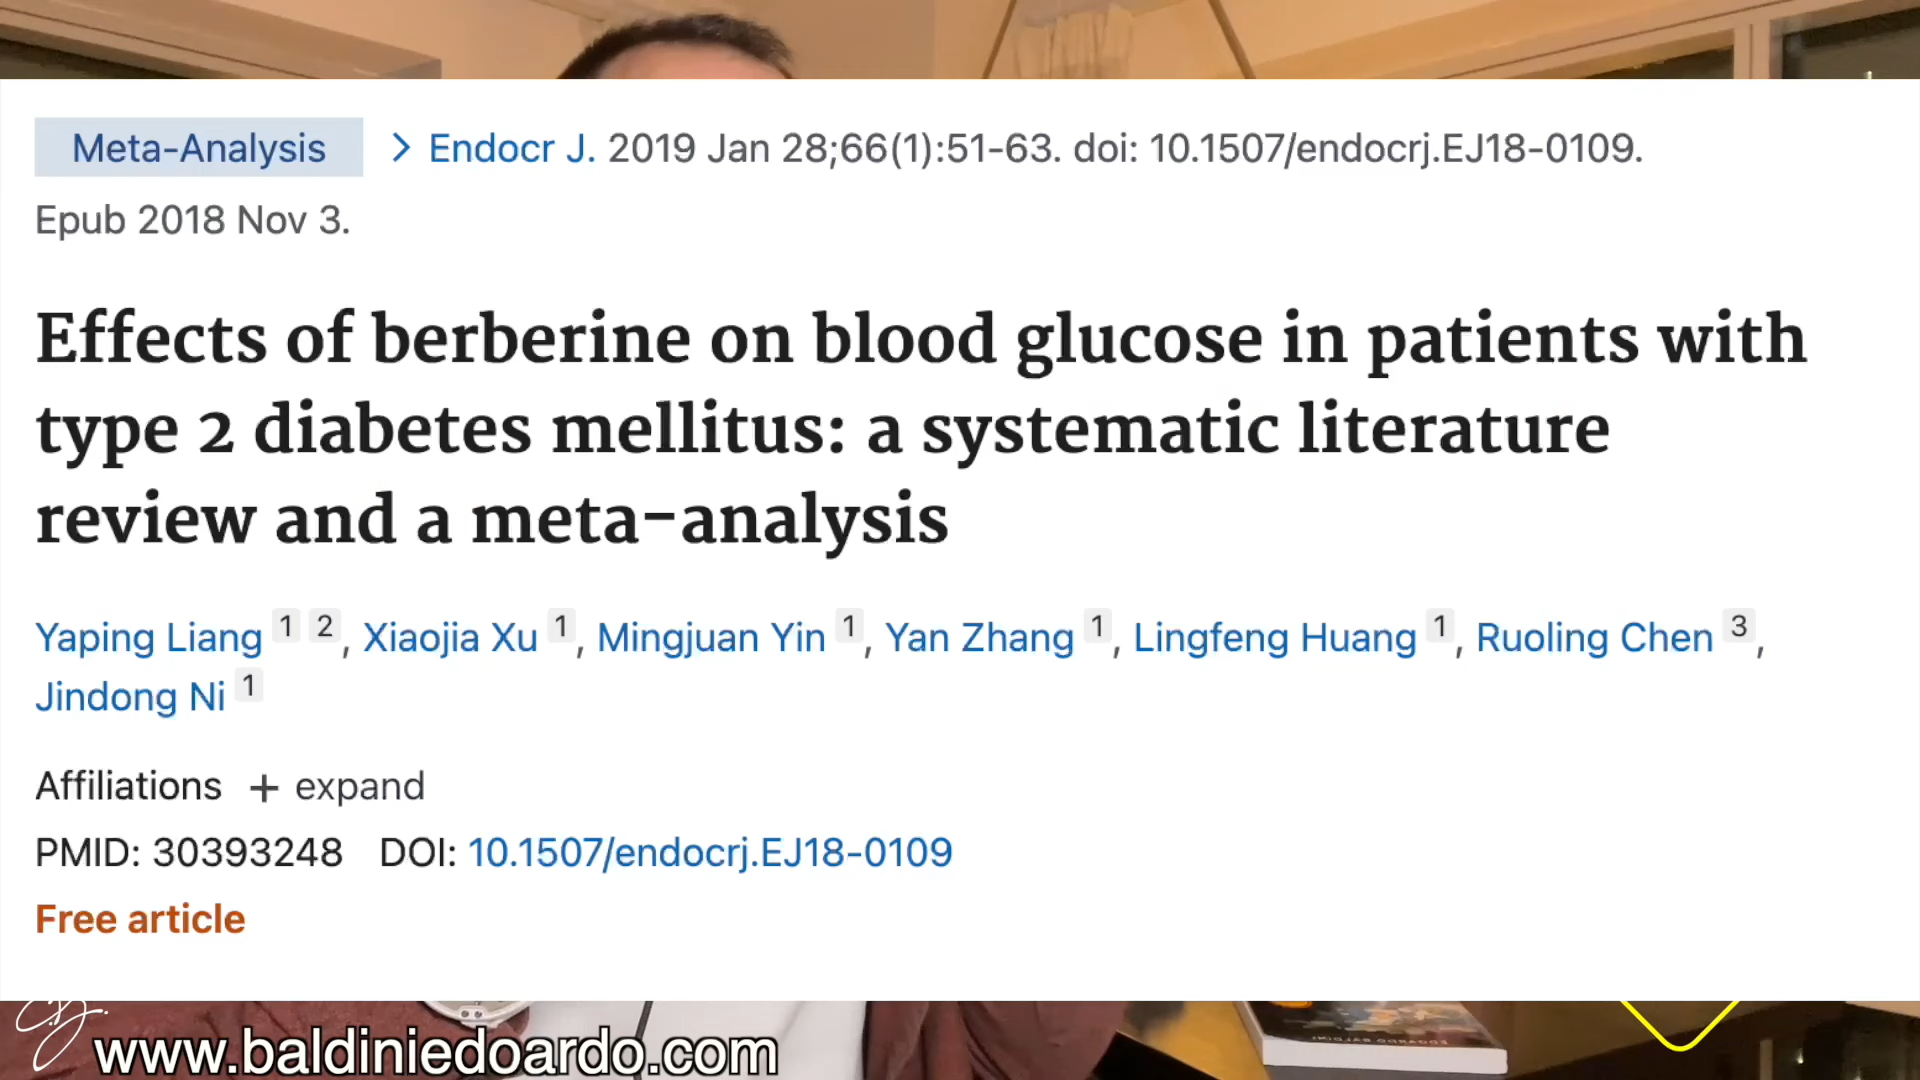 Meta-Analysis > Endocr J. 2019 Jan 28;66(1):51-63. doi: 10.1507/endocrj.EJ18-0109.
Epub 2018 Nov 3.
Effects of berberine on blood glucose in patients with
type 2 diabetes mellitus: a systematic literature
review and a meta-analysis
Yaping Liang 1 2, Xiaojia Xu 1, Mingjuan Yin 1, Yan Zhang 1, Lingfeng Huang 1, Ruoling Chen 3,
Jindong Ni 1
Affiliations + expand
PMID: 30393248 DOI: 10.1507/endocrj.EJ18-0109
Free article
www.baldiniedoardo.com